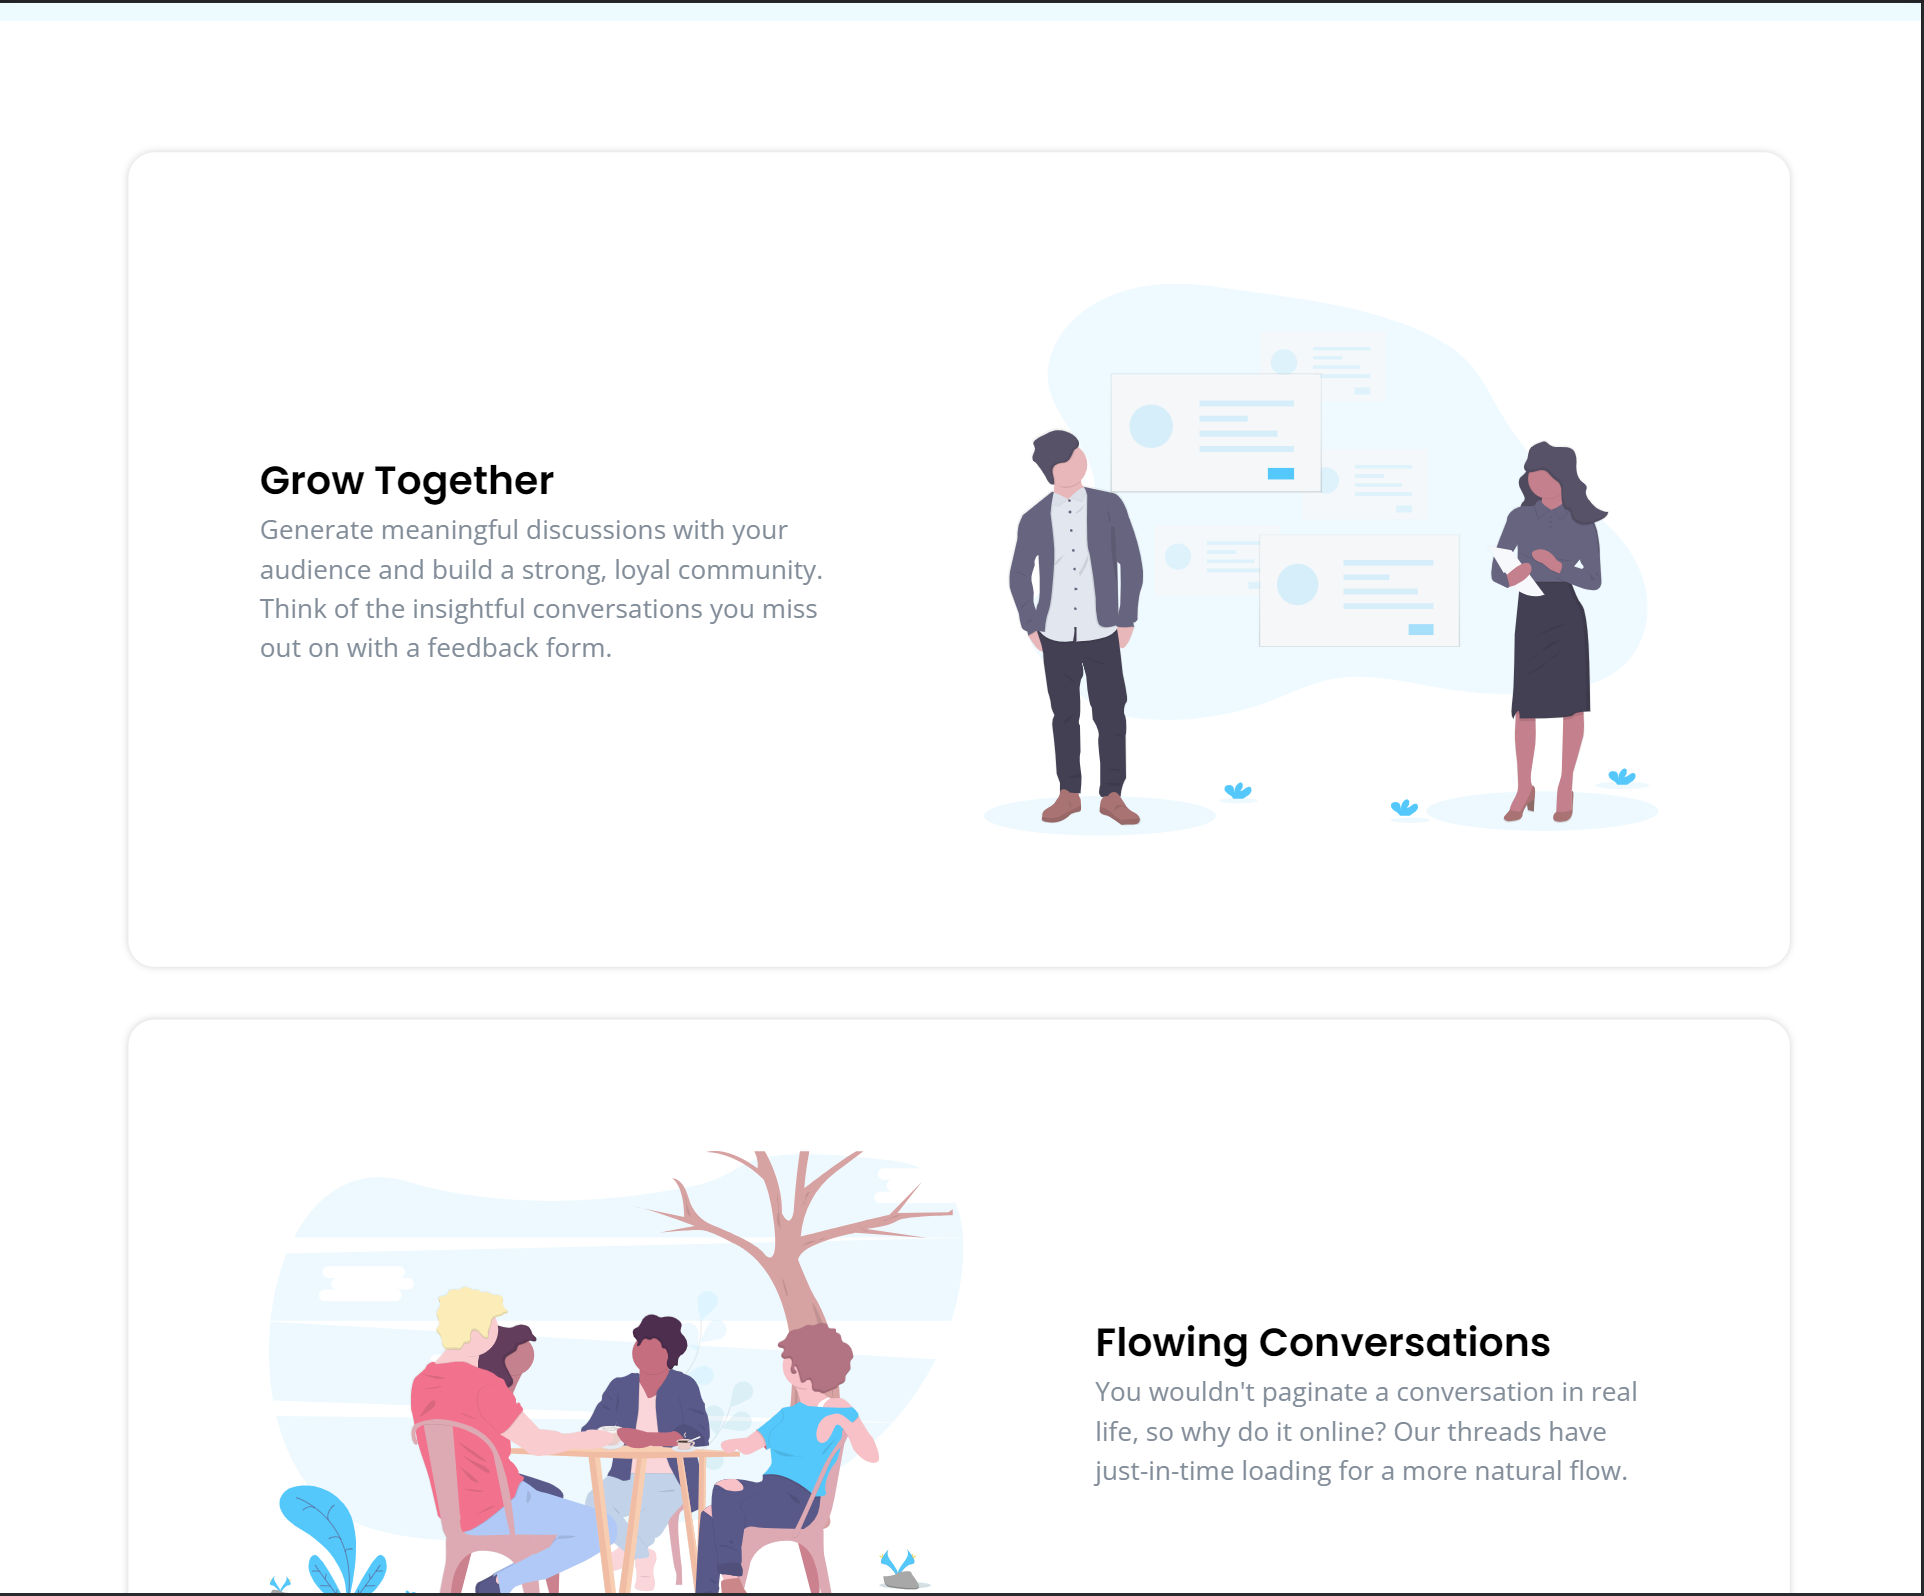 Grow Together
Generate meaningful discussions with your
audience and build a strong, loyal community.
Think of the insightful conversations you miss
out on with a feedback form.
Flowing Conversations
You wouldn't paginate a conversation in real
life, so why do it online? Our threads have
just-in-time loading for a more natural flow.